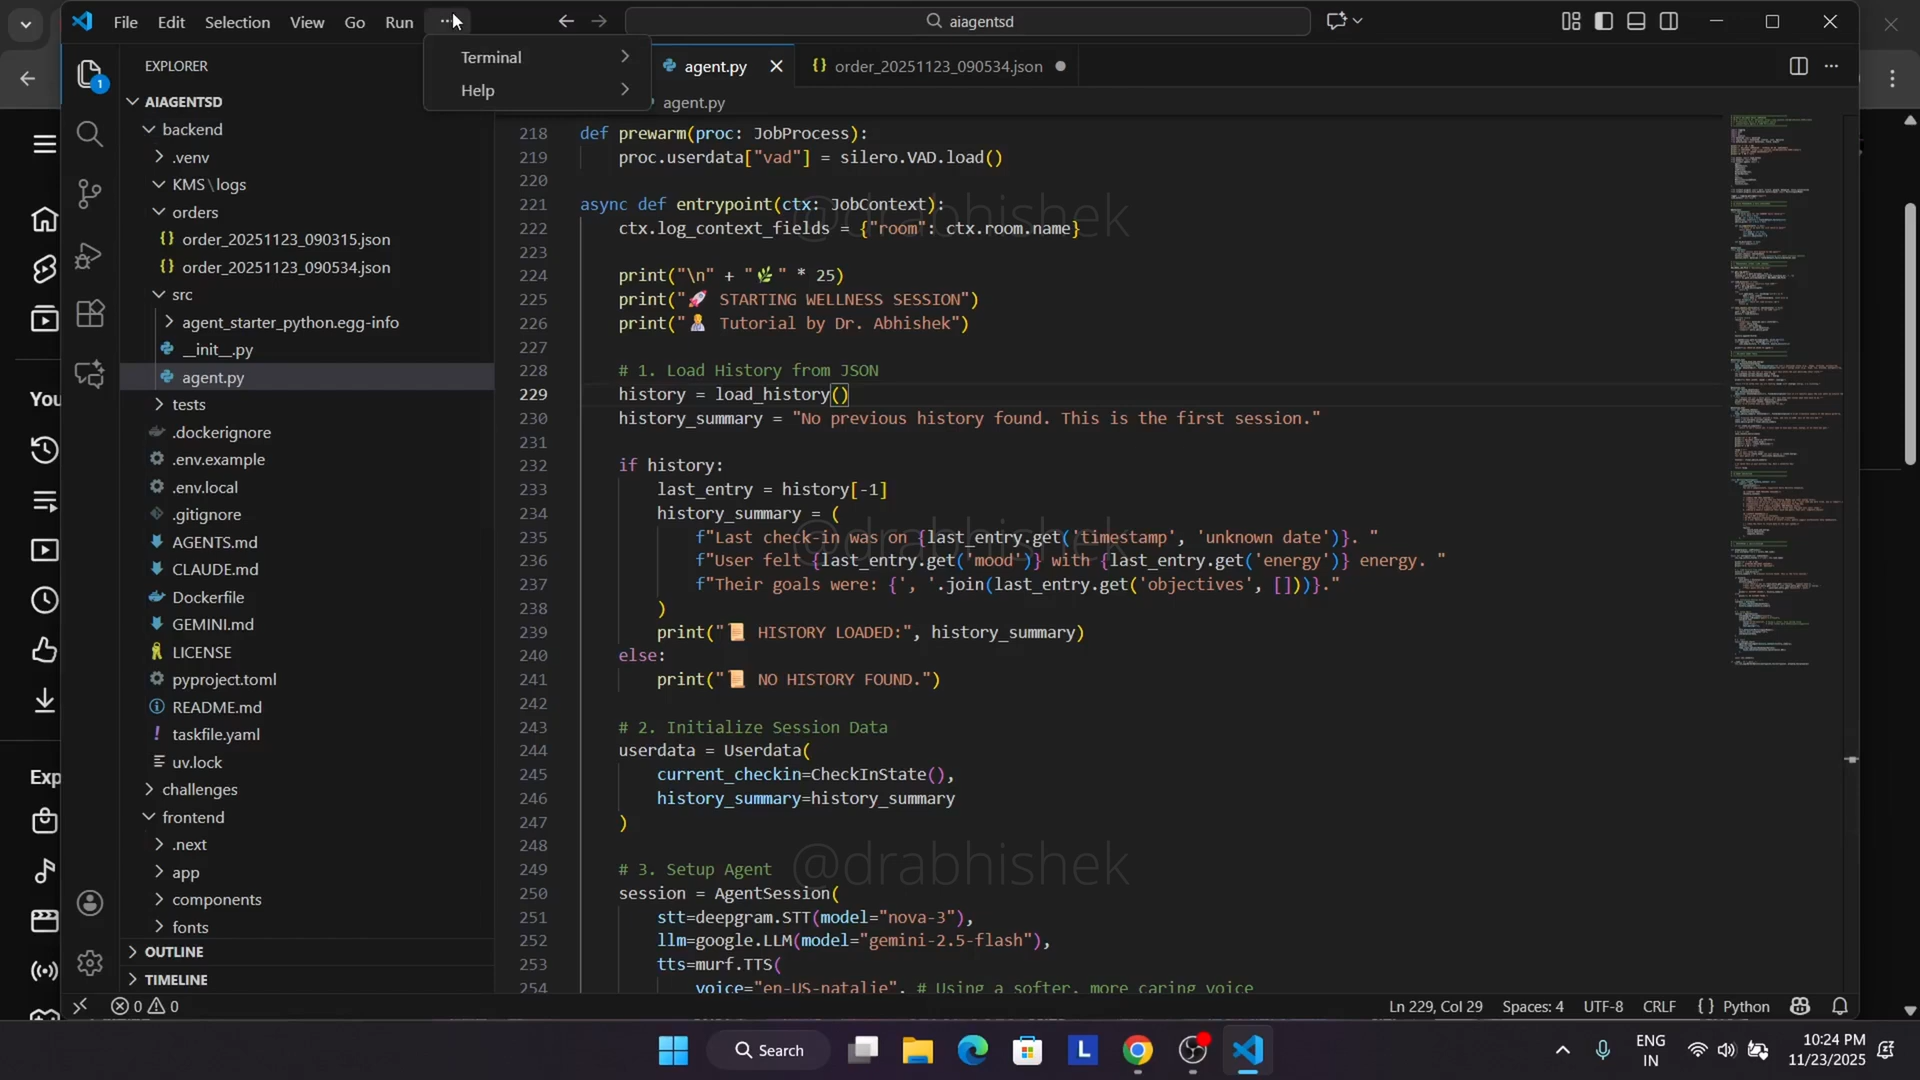 File Edit Selection View Go Run ···
aiagentsd
Terminal
Help
EXPLORER
1
agent.py
order_20251123_090534.json
agent.py
AIAGENTSD
backend
.venv
KMS\logs
orders
order_20251123_090315.json
order_20251123_090534.json
src
agent_starter_python.egg-info
__init__.py
agent.py
tests
.dockerignore
.env.example
.env.local
.gitignore
AGENTS.md
CLAUDE.md
Dockerfile
GEMINI.md
LICENSE
pyproject.toml
README.md
taskfile.yaml
uv.lock
challenges
frontend
.next
app
components
fonts
OUTLINE
TIMELINE
You
Exp
218 def prewarm(proc: JobProcess):
219 proc.userdata["vad"] = silero.VAD.load()
220
221 async def entrypoint(ctx: JobContext):
222 ctx.log_context_fields = {"room": ctx.room.name}
223
224 print("\n" + "🌿" * 25)
225 print("🚀 STARTING WELLNESS SESSION")
226 print("👨‍⚕️ Tutorial by Dr. Abhishek")
227
228 # 1. Load History from JSON
229 history = load_history()
230 history_summary = "No previous history found. This is the first session."
231
232 if history:
233 last_entry = history[-1]
234 history_summary = (
235 f"Last check-in was on {last_entry.get('timestamp', 'unknown date')}. "
236 f"User felt {last_entry.get('mood')} with {last_entry.get('energy')} energy. "
237 f"Their goals were: {', '.join(last_entry.get('objectives', []))}."
238 )
239 print("📜 HISTORY LOADED:", history_summary)
240 else:
241 print("📜 NO HISTORY FOUND.")
242
243 # 2. Initialize Session Data
244 userdata = Userdata(
245 current_checkin=CheckInState(),
246 history_summary=history_summary
247 )
248
249 # 3. Setup Agent
250 session = AgentSession(
251 stt=deepgram.STT(model="nova-3"),
252 llm=google.LLM(model="gemini-2.5-flash"),
253 tts=murf.TTS(
254 voice="en-US-natalie", # Using a softer, more caring voice
@drabhishek
@drabhishek
@drabhishek
0 0
Ln 229, Col 29 Spaces: 4 UTF-8 CRLF { } Python
Search
L
ENG
IN
10:24 PM
11/23/2025